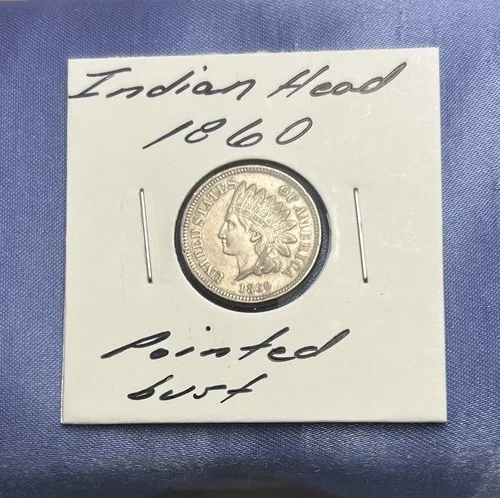 Indian Head
1860
UNITED STATES OF AMERICA
1860
Pointed
bust